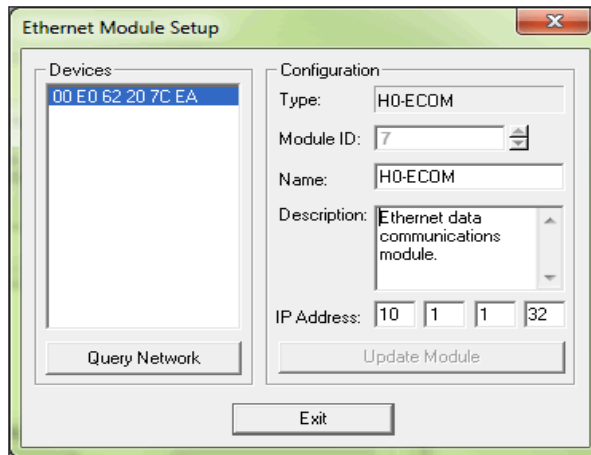 Ethernet Module Setup
Devices
00 E0 62 20 7C EA
Query Network
Configuration
Type: H0-ECOM
Module ID: 7
Name: H0-ECOM
Description: Ethernet data
communications
module.
IP Address: 10 1 1 32
Update Module
Exit